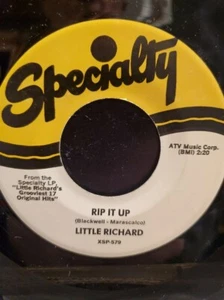 Specialty
ATV Music Corp.
(BMI) 2:20
From the
Specialty LP
"Little Richard's
Grooviest 17
Original Hits"
RIP IT UP
(Blackwell - Marascalco)
LITTLE RICHARD
XSP-579